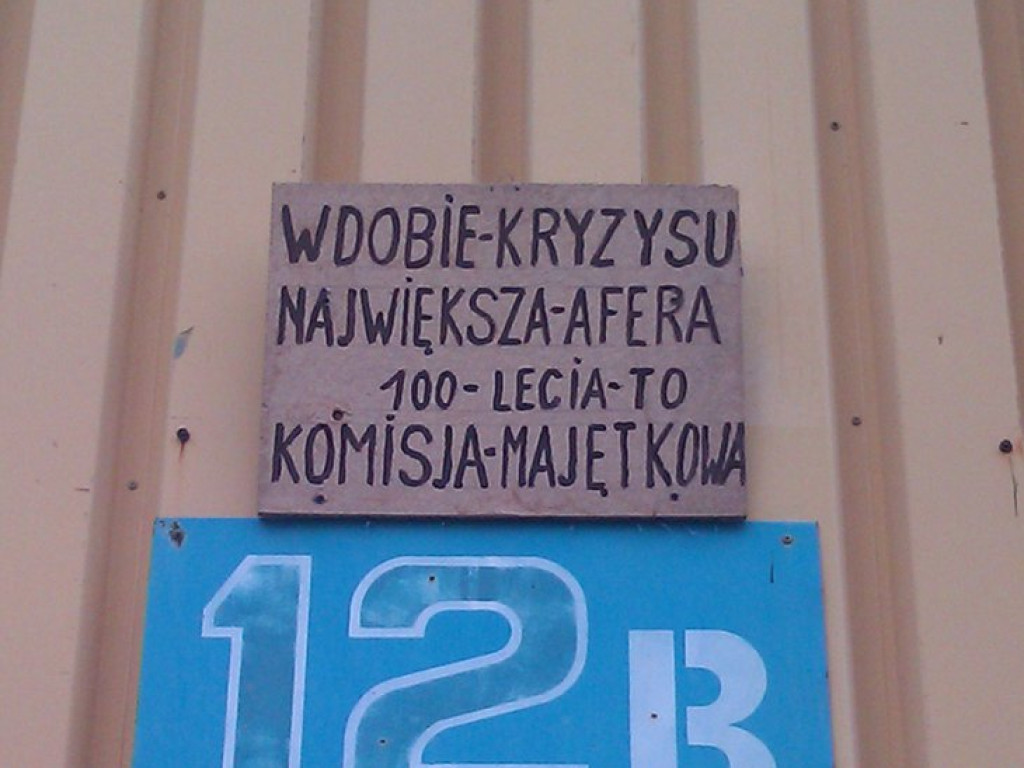 WDOBIE-KRYZYSU
NAJWIĘKSZA-AFERA
100-LECIA-TO
KOMISJA-MAJĘTKOWA
12B